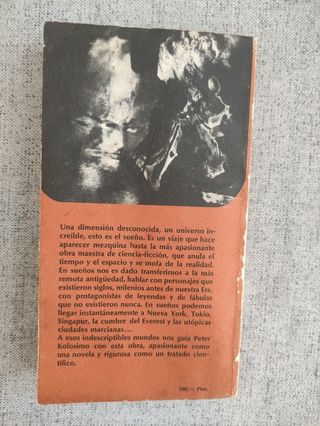 Una dimensión desconocida, un universo in-
creíble, esto es el sueño. Es un viaje que hace
aparecer mezquina hasta la más apasionante
obra maestra de ciencia-ficción, que anula el
tiempo y el espacio y se mofa de la realidad.
En sueños nos es dado transferirnos a la más
remota antigüedad, hablar con personajes que
existieron siglos, milenios antes de nuestra Era,
con protagonistas de leyendas y de fábulas
que no existieron nunca. En sueños podemos
llegar instantáneamente a Nueva York, Tokio,
Singapur, la cumbre del Everest y las utópicas
ciudades marcianas...
A esos indescriptibles mundos nos guía Peter
Kolosimo con esta obra, apasionante como
una novela y rigurosa como un tratado cien-
tífico.
100,— Ptas.